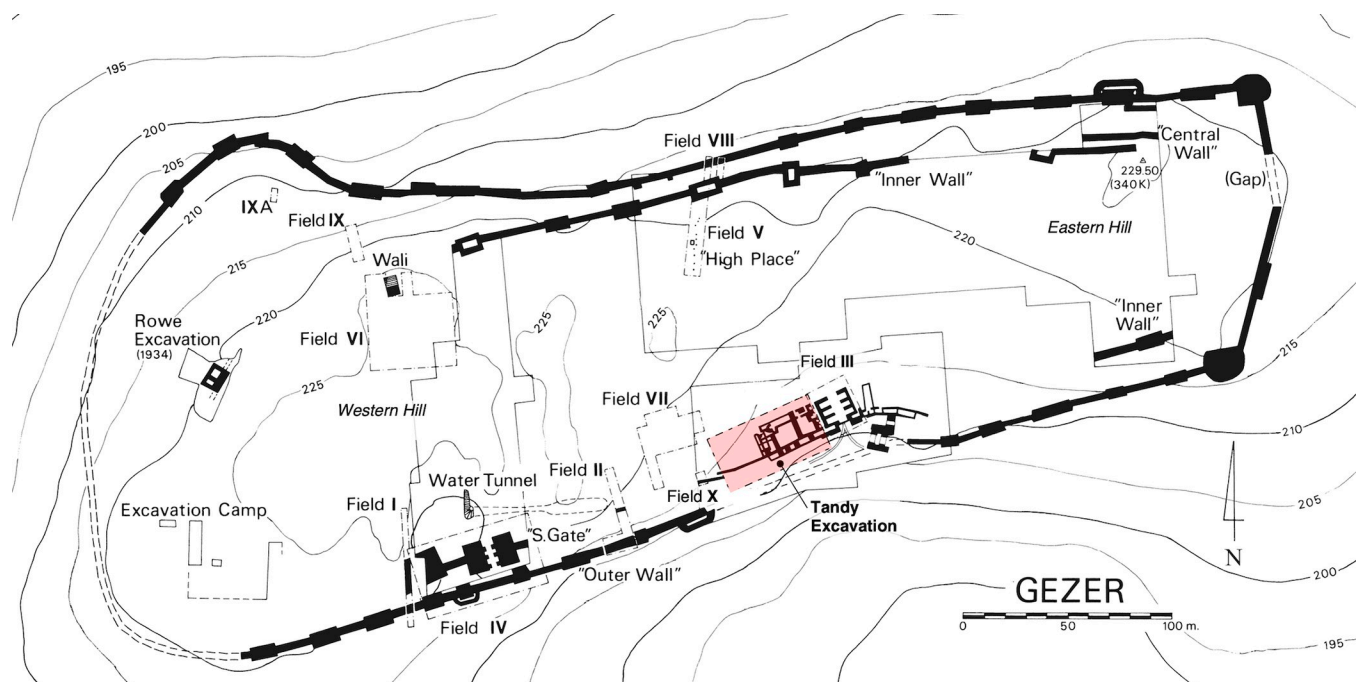 195
200
205
210
IXA
Field IX
215
Wali
220
Rowe
Excavation
(1934)
Field VI
225
Western Hill
Field VIII
"Inner Wall"
Field V
"High Place"
225
225
220
"Central
Wall"
229.50
(340K)
(Gap)
Eastern Hill
"Inner
Wall"
215
Field III
Field VII
210
Water Tunnel
Field II
Field I
Field X
Tandy
Excavation
205
Excavation Camp
"S.Gate"
"Outer Wall"
Field IV
N
200
GEZER
0 50 100 m.
195